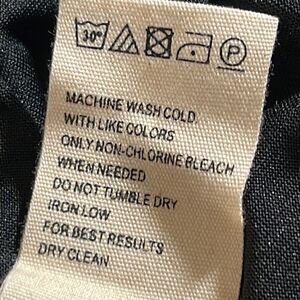 30°
P
MACHINE WASH COLD
WITH LIKE COLORS
ONLY NON-CHLORINE BLEACH
WHEN NEEDED
DO NOT TUMBLE DRY
IRON LOW
FOR BEST RESULTS
DRY CLEAN